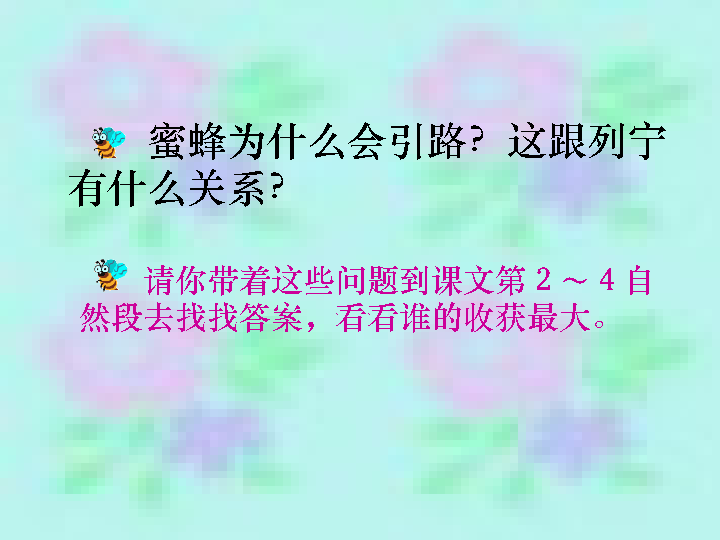 蜜蜂为什么会引路?这跟列宁
有什么关系?
请你带着这些问题到课文第2～4自
然段去找找答案，看看谁的收获最大。